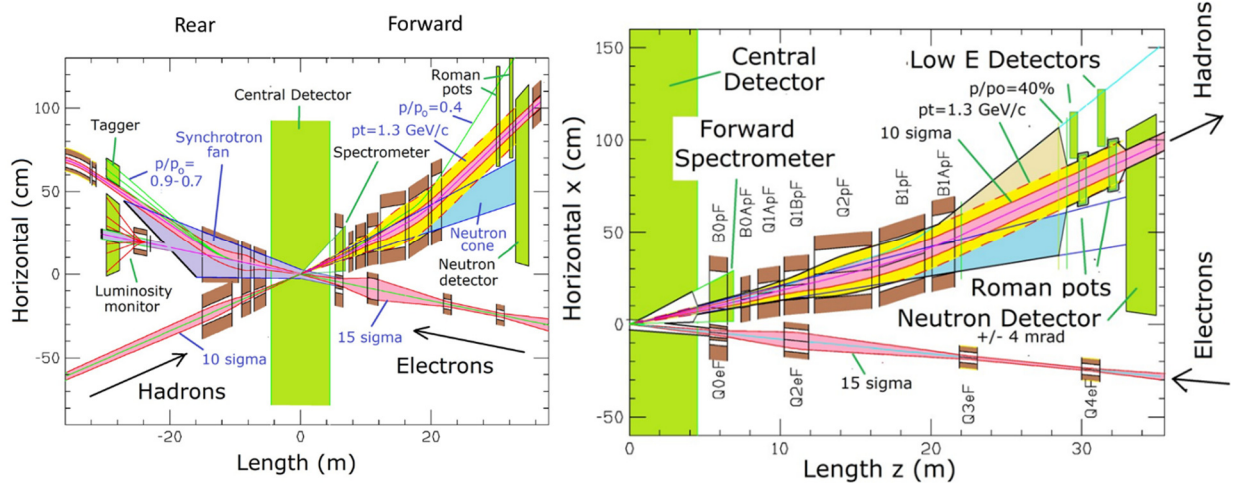 Rear
Forward
Horizontal (cm)
100
50
0
-50
-20
0
20
Length (m)
Tagger
p/p₀=
0.9-0.7
Synchrotron
fan
Central Detector
Roman
pots
p/p₀=0.4
pt=1.3 GeV/c
Spectrometer
Neutron
cone
Neutron
detector
Luminosity
monitor
10 sigma
15 sigma
Hadrons
Electrons
Horizontal x (cm)
150
100
50
0
-50
0
10
20
30
Length z (m)
Central
Detector
Forward
Spectrometer
Low E Detectors
p/po=40%
pt=1.3 GeV/c
10 sigma
B0pF
B0ApF
Q1ApF
Q1BpF
Q2pF
B1pF
B1ApF
Roman pots
Neutron Detector
+/- 4 mrad
15 sigma
Q0eF
Q2eF
Q3eF
Q4eF
Hadrons
Electrons